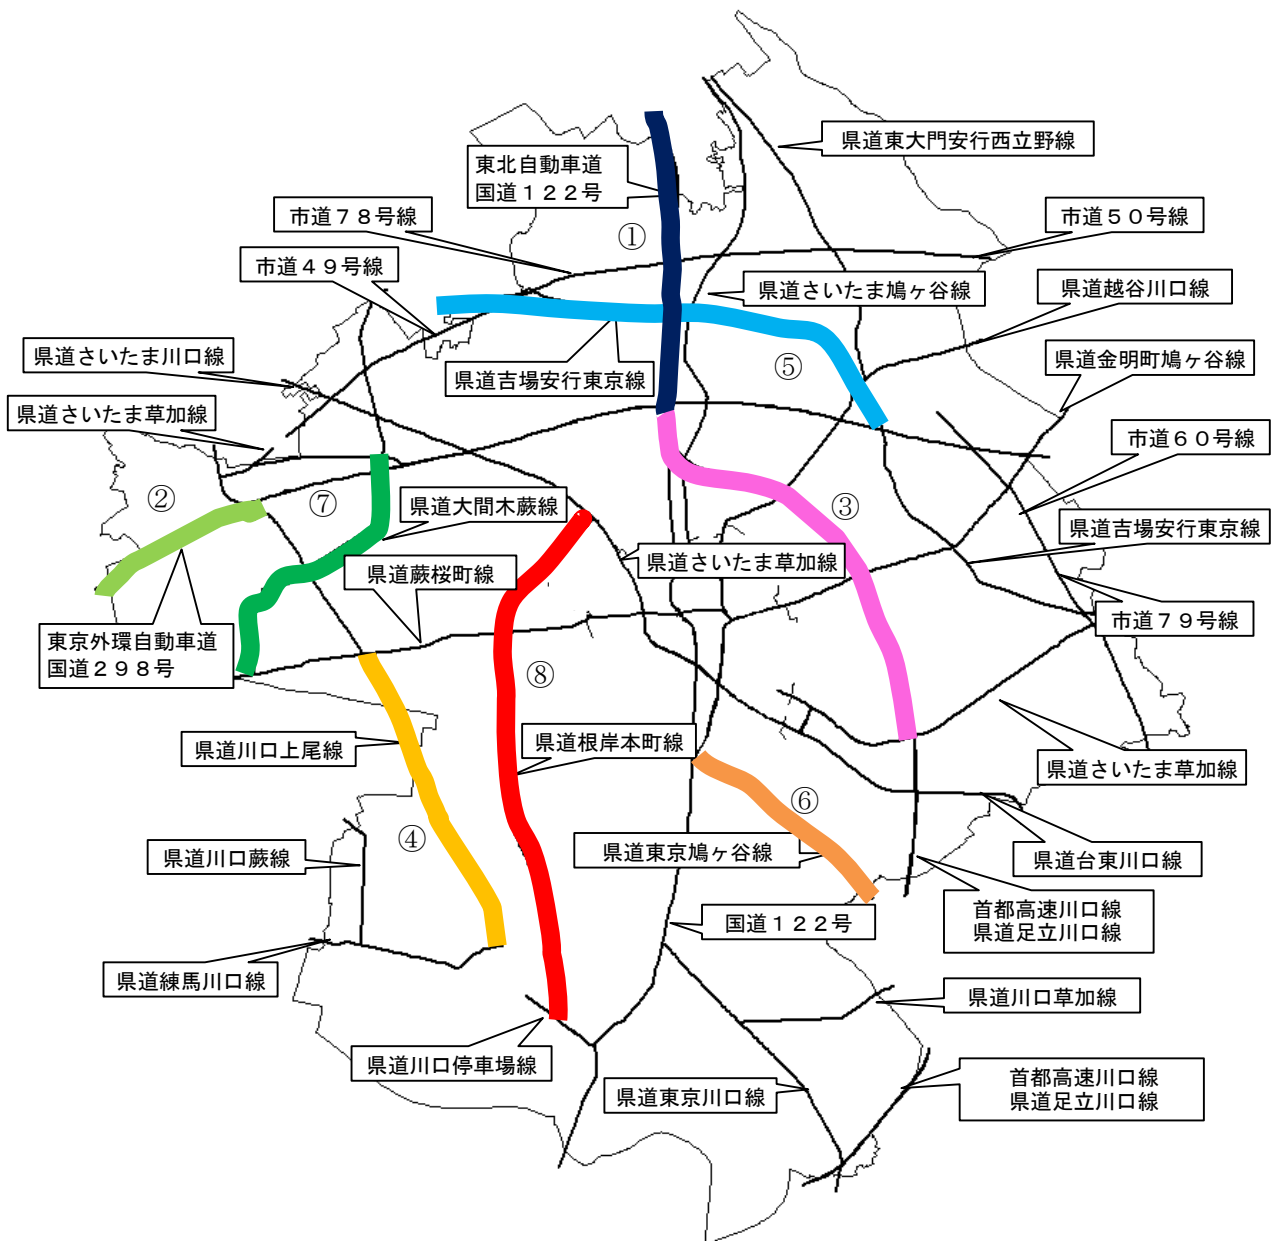 県道東大門安行西立野線
東北自動車道
国道１２２号
市道７８号線
市道５０号線
①
市道４９号線
県道さいたま鳩ヶ谷線
県道越谷川口線
県道さいたま川口線
県道吉場安行東京線
⑤
県道金明町鳩ヶ谷線
県道さいたま草加線
市道６０号線
②
⑦
県道大間木蕨線
③
県道吉場安行東京線
県道蕨桜町線
県道さいたま草加線
市道７９号線
東京外環自動車道
国道２９８号
⑧
県道川口上尾線
県道根岸本町線
県道さいたま草加線
⑥
④
県道川口蕨線
県道東京鳩ヶ谷線
県道台東川口線
国道１２２号
首都高速川口線
県道足立川口線
県道練馬川口線
県道川口草加線
県道川口停車場線
県道東京川口線
首都高速川口線
県道足立川口線